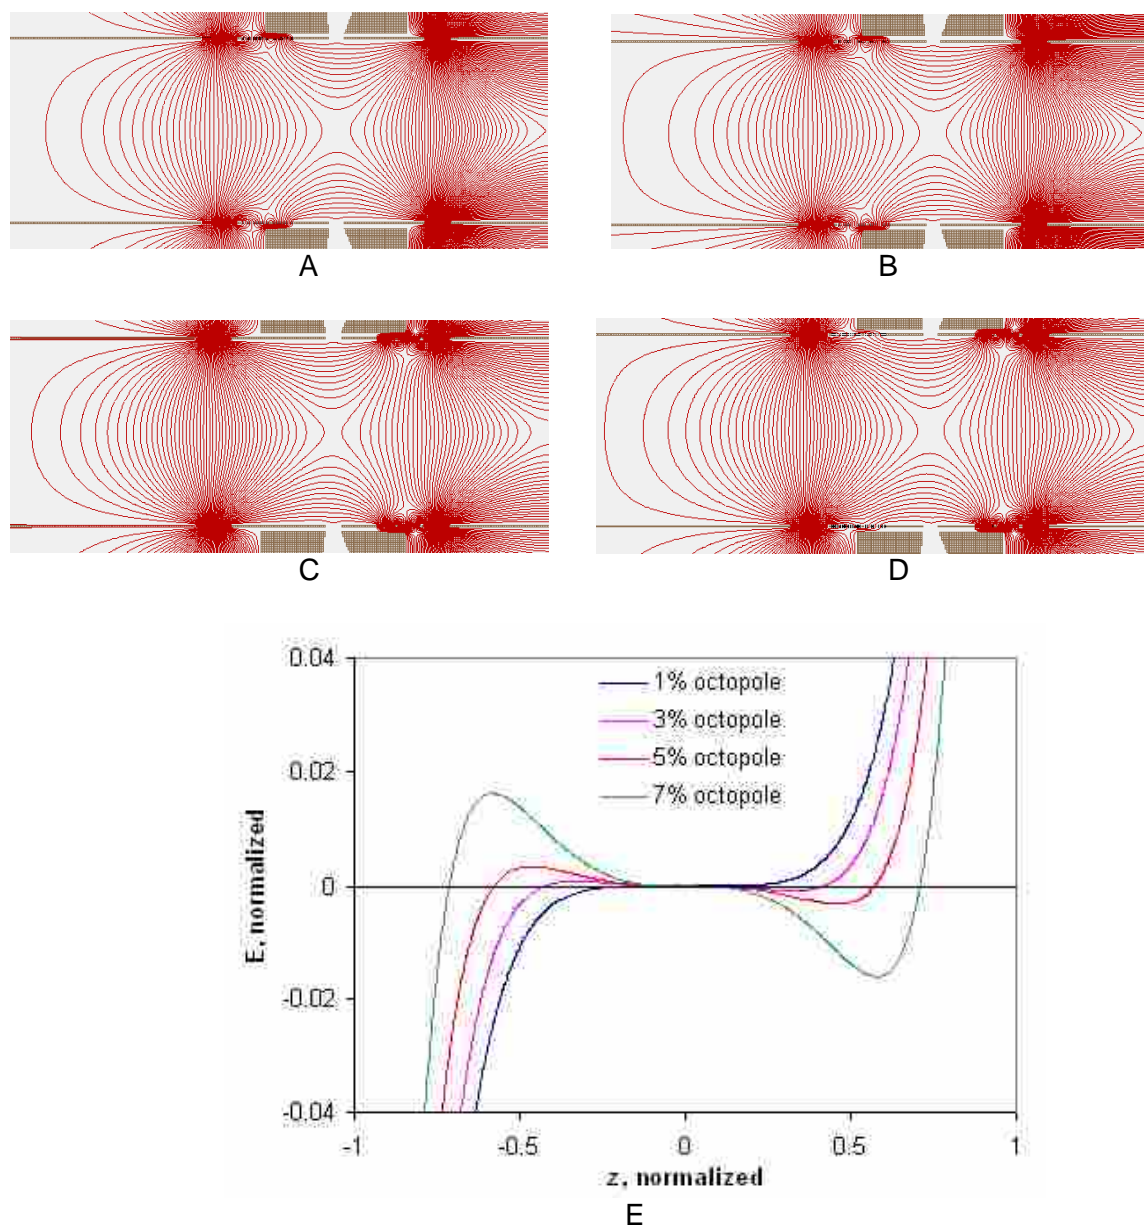 A
B
C
D
0.04
0.02
0
-0.02
-0.04
E, normalized
1% octopole
3% octopole
5% octopole
7% octopole
-1
-0.5
0
0.5
1
z, normalized
E